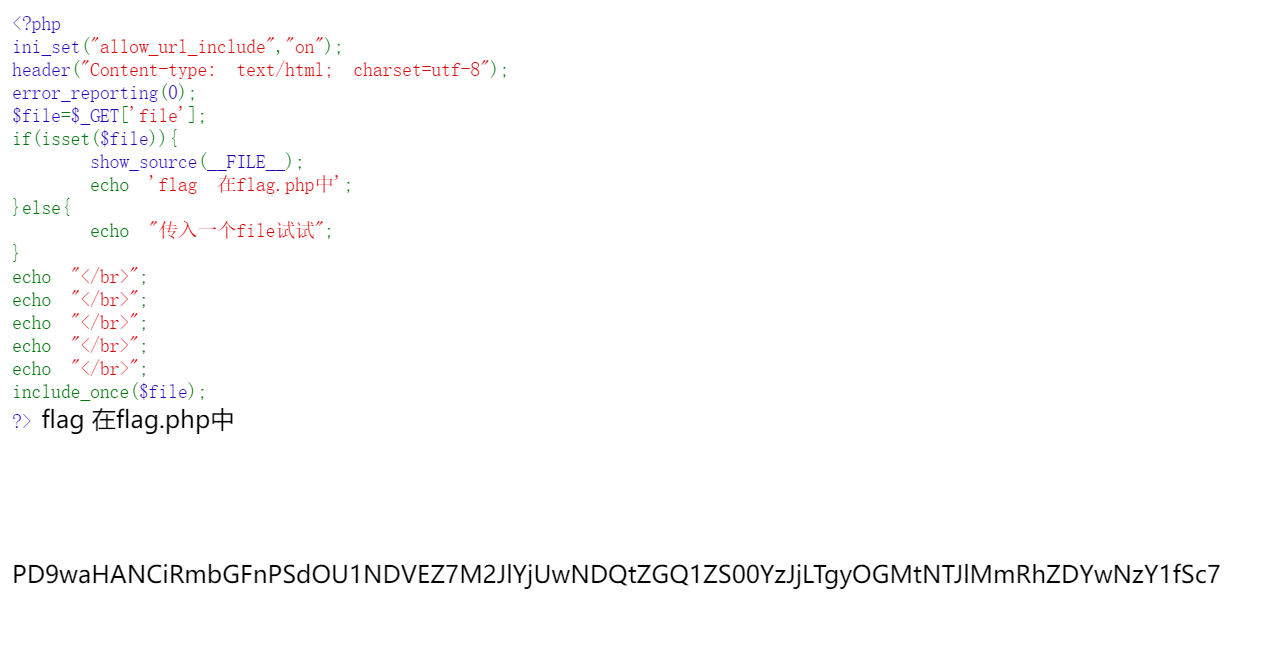 <?php
ini_set("allow_url_include","on");
header("Content-type: text/html; charset=utf-8");
error_reporting(0);
$file=$_GET['file'];
if(isset($file)){
show_source(__FILE__);
echo 'flag 在flag.php中';
}else{
echo "传入一个file试试";
}
echo "</br>";
echo "</br>";
echo "</br>";
echo "</br>";
echo "</br>";
include_once($file);
?> flag 在flag.php中
PD9waHANCiRmbGFnPSdOU1NDVEZ7M2JlYjUwNDQtZGQ1ZS00YzJjLTgyOGMtNTJlMmRhZDYwNzY1fSc7